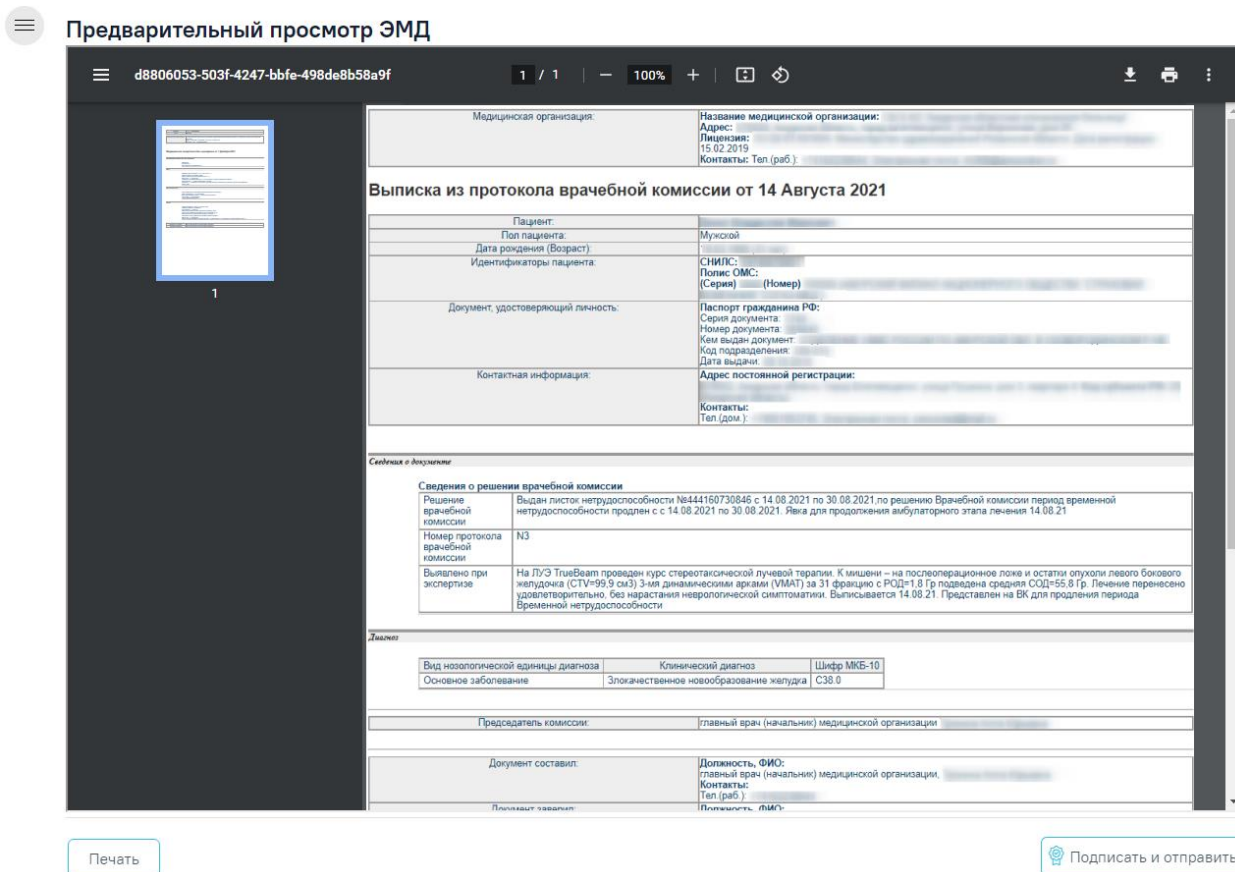 Предварительный просмотр ЭМД
d8806053-503f-4247-bbfe-498de8b58a9f
1 / 1
100%
1
Медицинская организация:
Название медицинской организации:
Адрес:
Лицензия:
15.02.2019
Контакты: Тел.(раб.):
Выписка из протокола врачебной комиссии от 14 Августа 2021
Пациент:
Пол пациента: Мужской
Дата рождения (Возраст):
Идентификаторы пациента:
СНИЛС:
Полис ОМС:
(Серия) (Номер)
Документ, удостоверяющий личность:
Паспорт гражданина РФ:
Серия документа:
Номер документа:
Кем выдан документ:
Код подразделения:
Дата выдачи:
Контактная информация:
Адрес постоянной регистрации:
Контакты:
Тел.(дом.):
Сведения о документе
Сведения о решении врачебной комиссии
Решение врачебной комиссии
Выдан листок нетрудоспособности №444160730846 с 14.08.2021 по 30.08.2021,по решению Врачебной комиссии период временной
нетрудоспособности продлен с с 14.08.2021 по 30.08.2021. Явка для продолжения амбулаторного этапа лечения 14.08.21
Номер протокола врачебной комиссии
N3
Выявлено при экспертизе
На ЛУЭ TrueBeam проведен курс стереотаксической лучевой терапии. К мишени – на послеоперационное ложе и остатки опухоли левого бокового
желудочка (CTV=99,9 см3) 3-мя динамическими арками (VMAT) за 31 фракцию с РОД=1,8 Гр подведена средняя СОД=55,8 Гр. Лечение перенесено
удовлетворительно, без нарастания неврологической симптоматики. Выписывается 14.08.21. Представлен на ВК для продления периода
Временной нетрудоспособности
Диагноз
Вид нозологической единицы диагноза Клинический диагноз Шифр МКБ-10
Основное заболевание Злокачественное новообразование желудка C38.0
Председатель комиссии: главный врач (начальник) медицинской организации
Документ составил:
Должность, ФИО:
главный врач (начальник) медицинской организации,
Контакты:
Тел.(раб.):
Документ заверил: Должность, ФИО:
Печать
Подписать и отправить